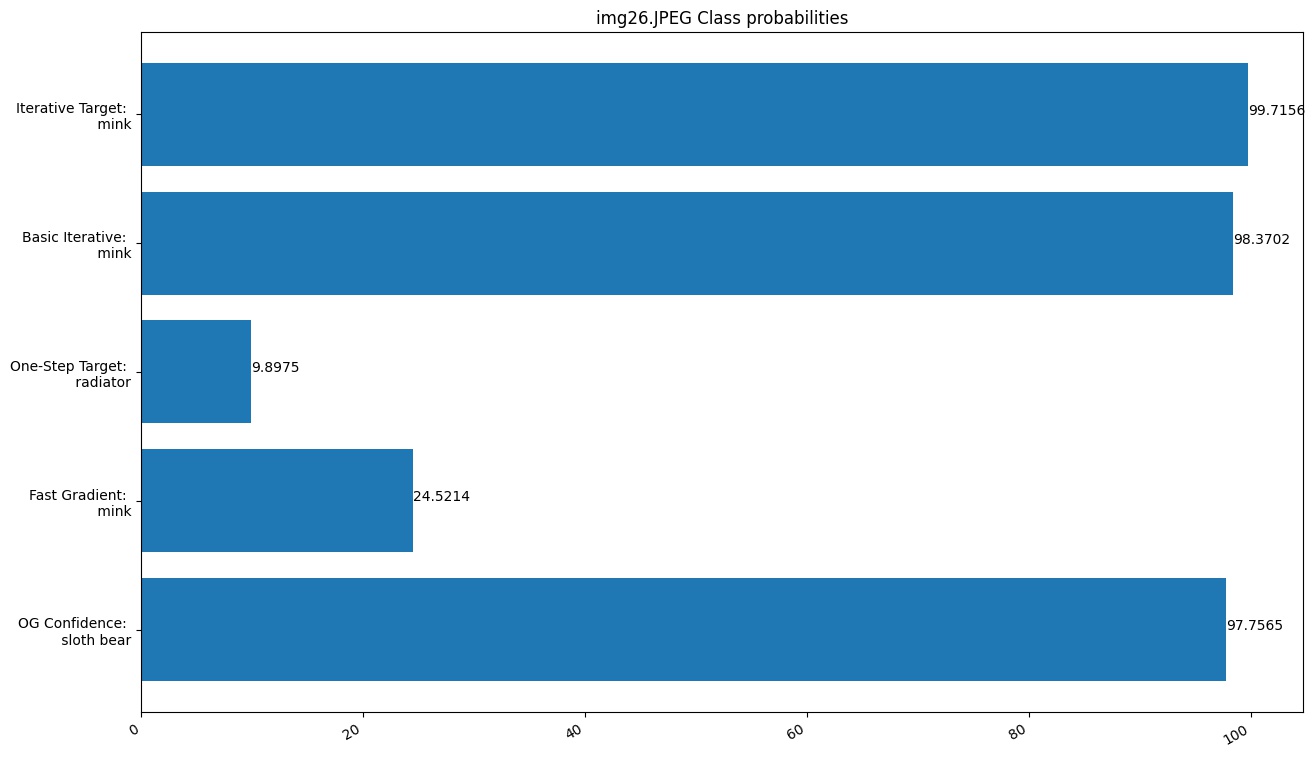 img26.JPEG Class probabilities
Iterative Target:
mink
99.7156
Basic Iterative:
mink
98.3702
One-Step Target:
radiator
9.8975
Fast Gradient:
mink
24.5214
OG Confidence:
sloth bear
97.7565
0
20
40
60
80
100